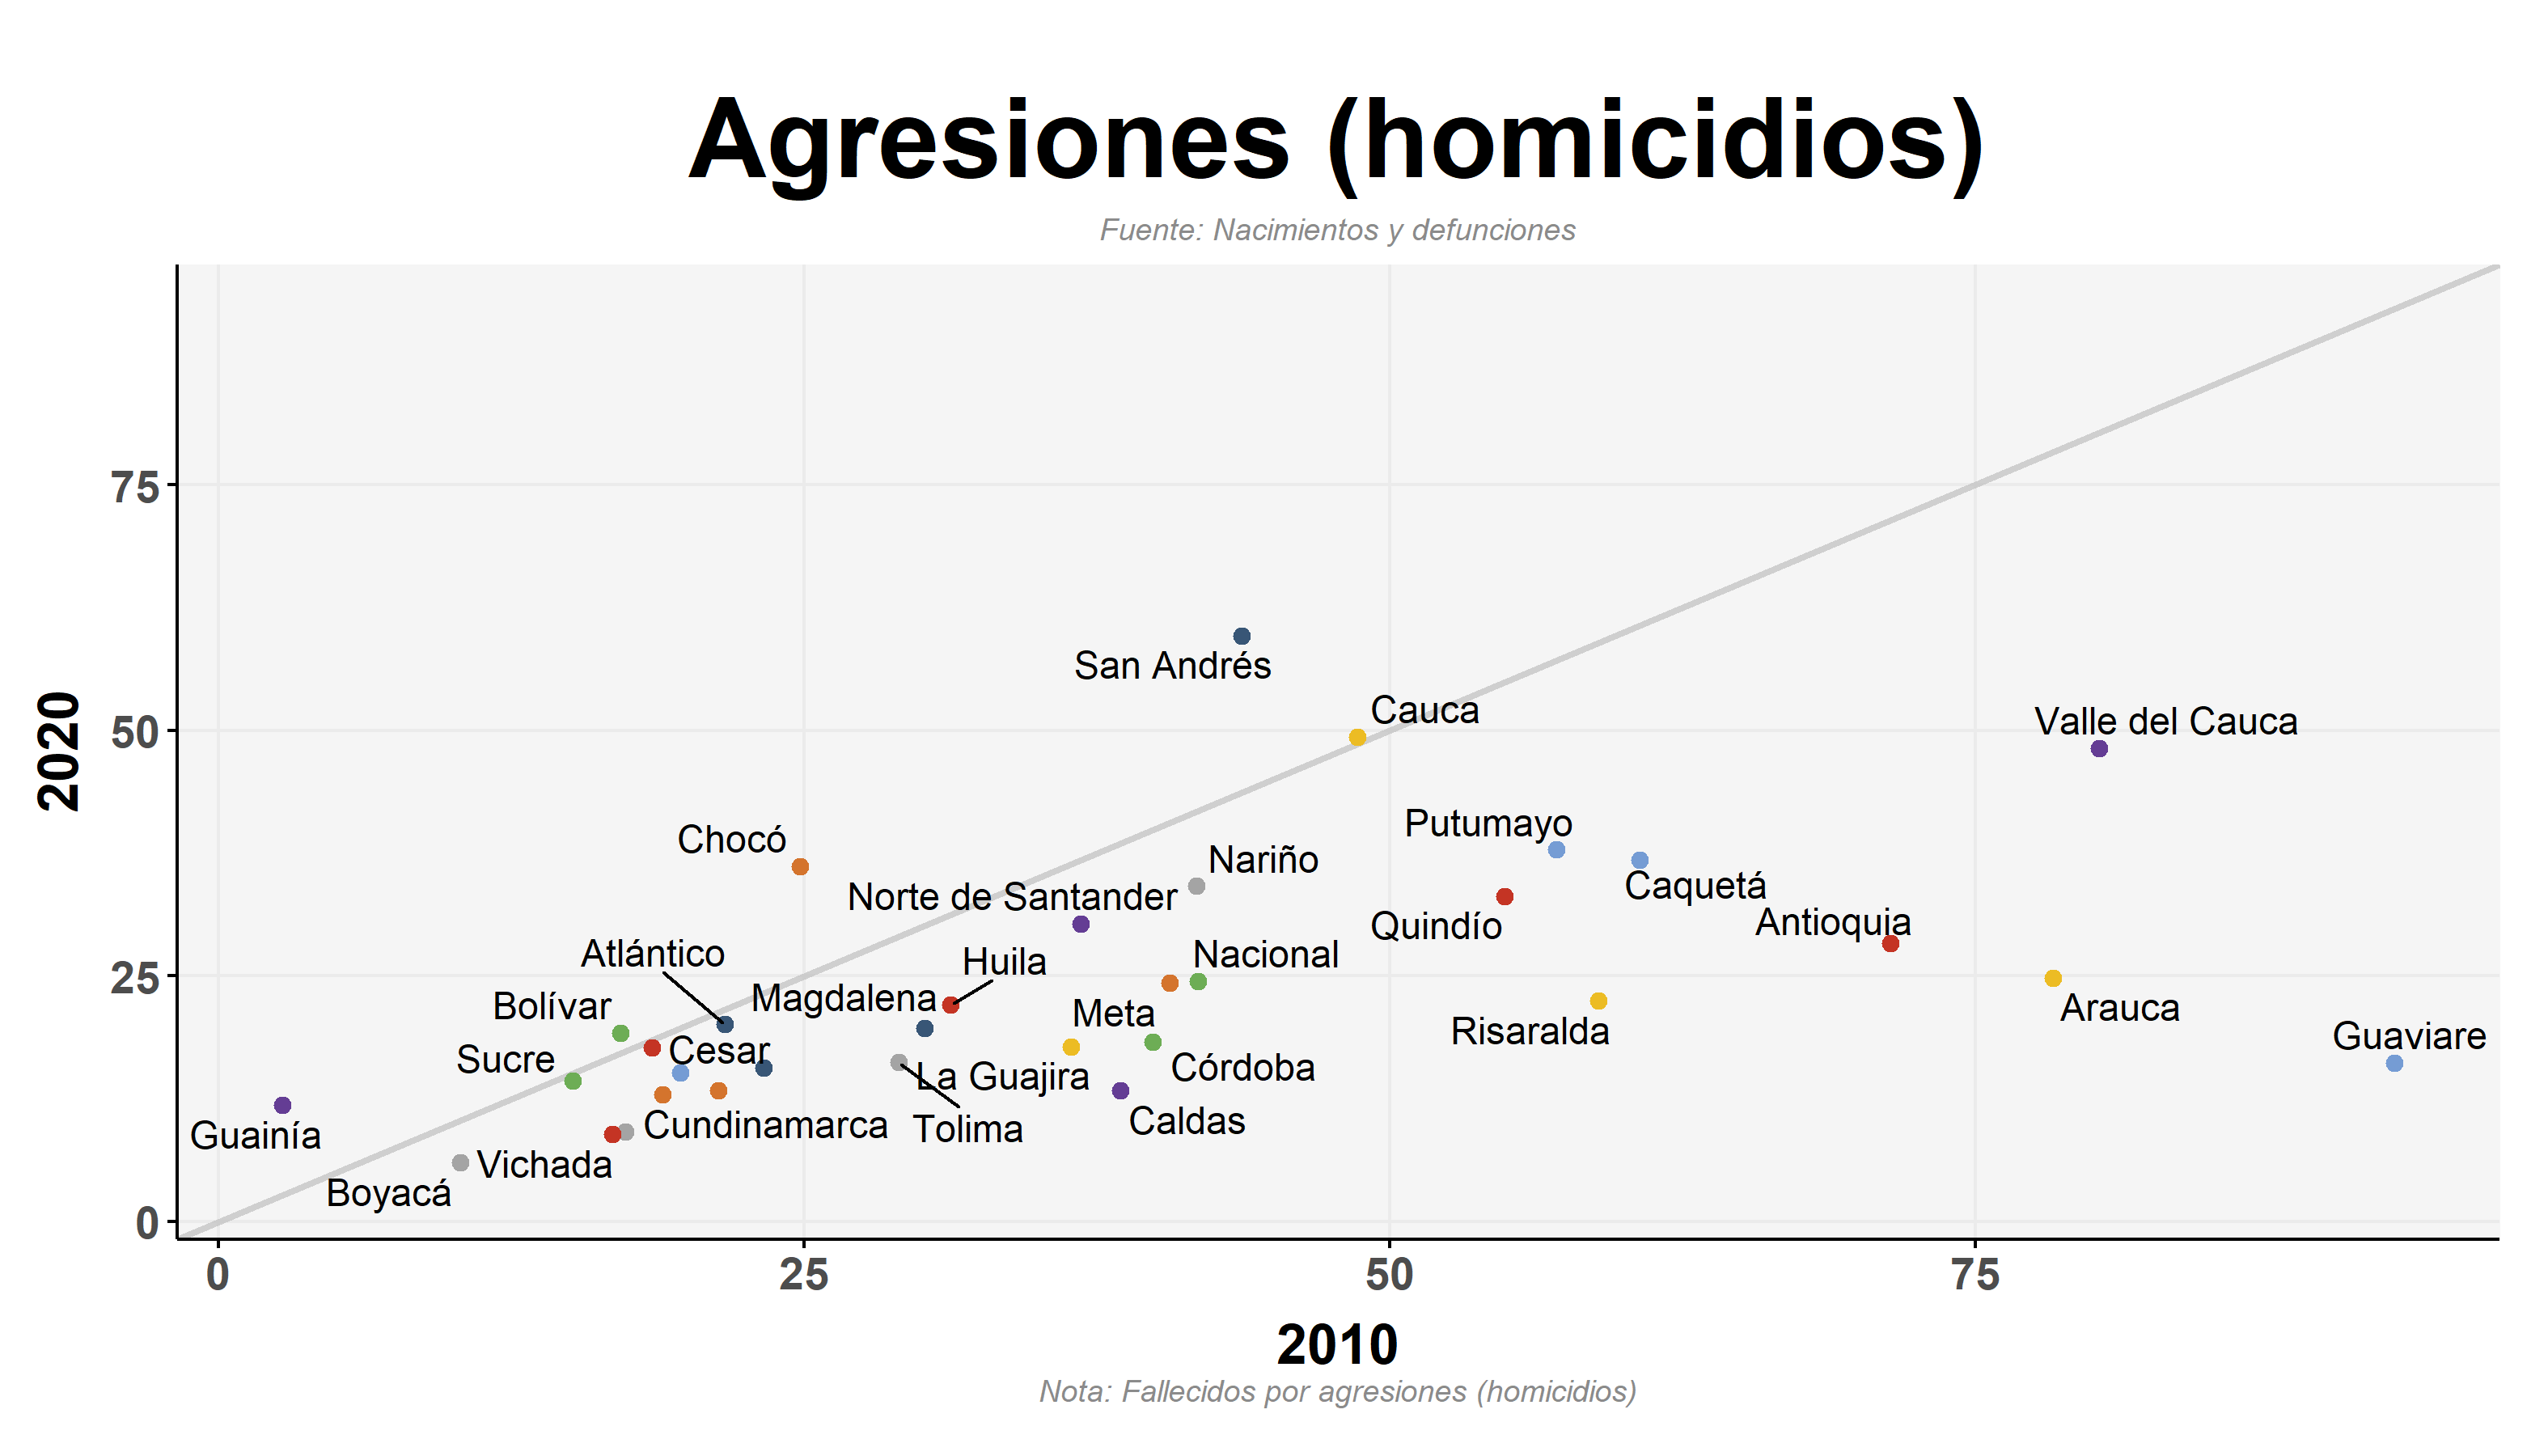 Agresiones (homicidios)
Fuente: Nacimientos y defunciones
75
50
25
0
2020
San Andrés
Cauca
Valle del Cauca
Putumayo
Chocó
Nariño
Caquetá
Norte de Santander
Quindío
Antioquia
Atlántico
Huila
Nacional
Bolívar
Magdalena
Meta
Arauca
Risaralda
Guaviare
Sucre
Cesar
La Guajira
Córdoba
Guainía
Cundinamarca
Tolima
Caldas
Vichada
Boyacá
0 25 50 75
2010
Nota: Fallecidos por agresiones (homicidios)